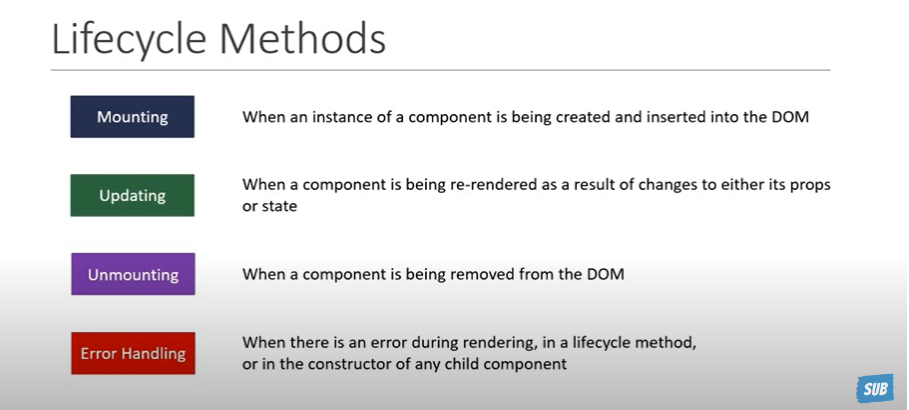 Lifecycle Methods
Mounting
When an instance of a component is being created and inserted into the DOM
Updating
When a component is being re-rendered as a result of changes to either its props
or state
Unmounting
When a component is being removed from the DOM
Error Handling
When there is an error during rendering, in a lifecycle method,
or in the constructor of any child component
SUB